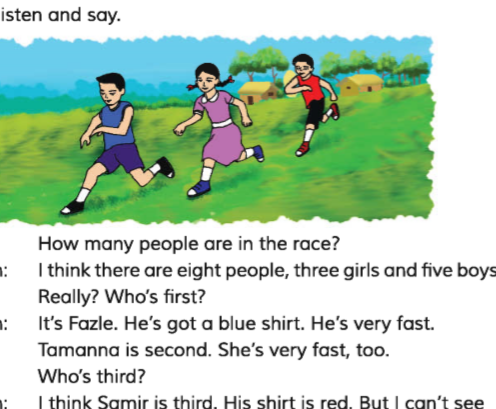 isten and say.
How many people are in the race?
: I think there are eight people, three girls and five boys
Really? Who's first?
: It's Fazle. He's got a blue shirt. He's very fast.
Tamanna is second. She's very fast, too.
Who's third?
: I think Samir is third. His shirt is red. But I can't see